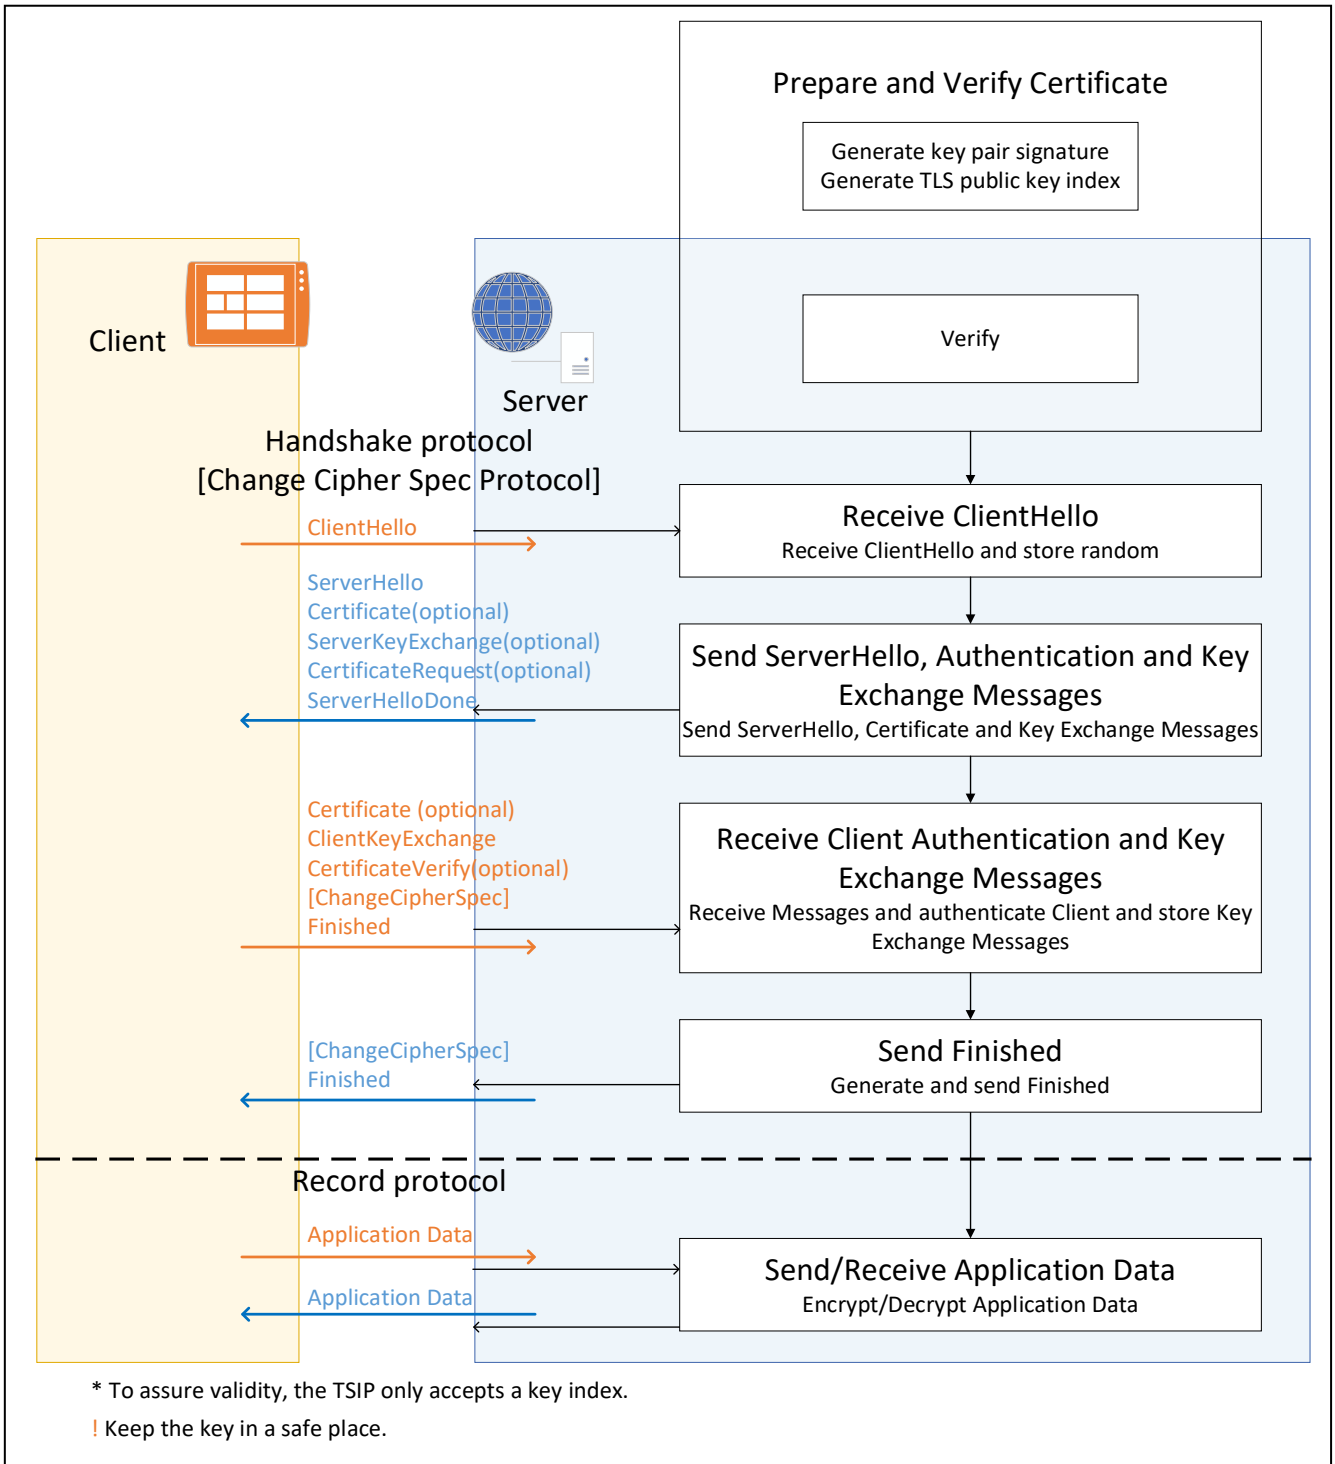 Prepare and Verify Certificate
Generate key pair signature
Generate TLS public key index
Verify
Client
Server
Handshake protocol
[Change Cipher Spec Protocol]
ClientHello
Receive ClientHello
Receive ClientHello and store random
ServerHello
Certificate(optional)
ServerKeyExchange(optional)
CertificateRequest(optional)
ServerHelloDone
Send ServerHello, Authentication and Key
Exchange Messages
Send ServerHello, Certificate and Key Exchange Messages
Certificate (optional)
ClientKeyExchange
CertificateVerify(optional)
[ChangeCipherSpec]
Finished
Receive Client Authentication and Key
Exchange Messages
Receive Messages and authenticate Client and store Key
Exchange Messages
[ChangeCipherSpec]
Finished
Send Finished
Generate and send Finished
Record protocol
Application Data
Application Data
Send/Receive Application Data
Encrypt/Decrypt Application Data
* To assure validity, the TSIP only accepts a key index.
! Keep the key in a safe place.